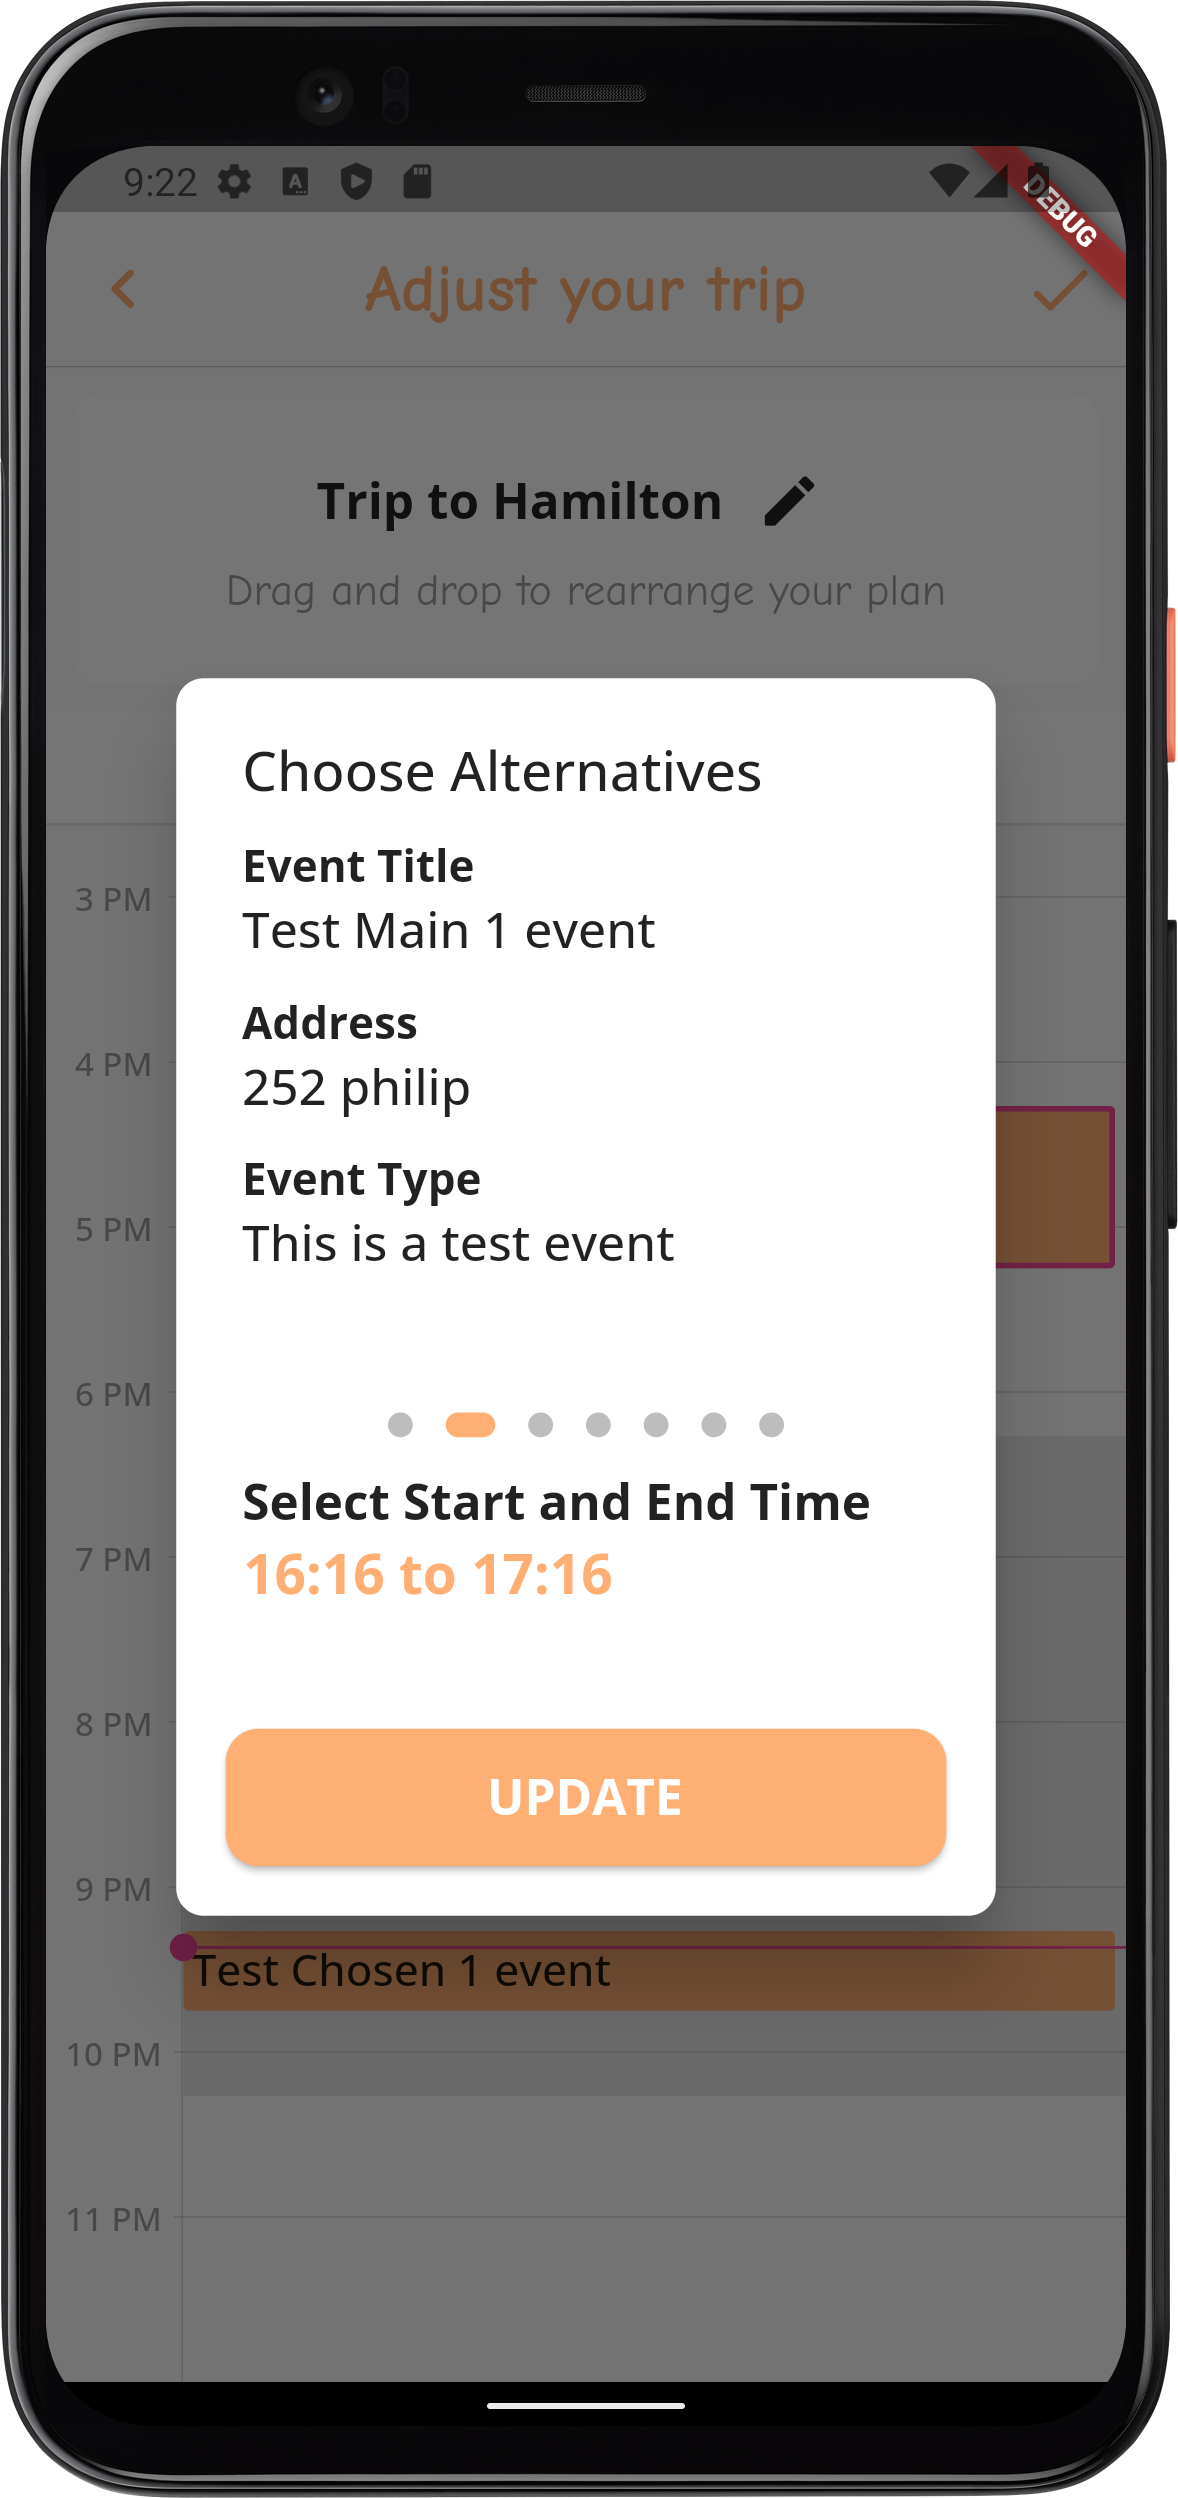 9:22
DEBUG
Adjust your trip
Trip to Hamilton
Drag and drop to rearrange your plan
Choose Alternatives
Event Title
Test Main 1 event
Address
252 philip
Event Type
This is a test event
Select Start and End Time
16:16 to 17:16
UPDATE
3 PM
4 PM
5 PM
6 PM
7 PM
8 PM
9 PM
Test Chosen 1 event
10 PM
11 PM